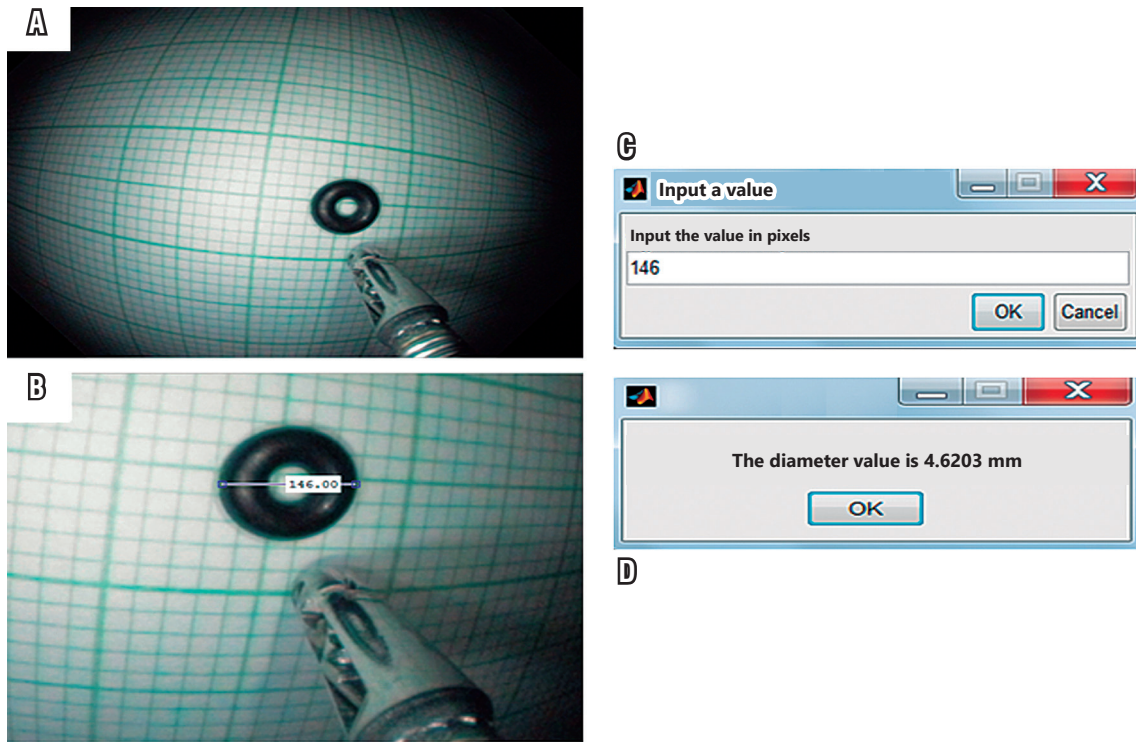 A
B
146.00
C
Input a value
Input the value in pixels
146
OK
Cancel
The diameter value is 4.6203 mm
OK
D